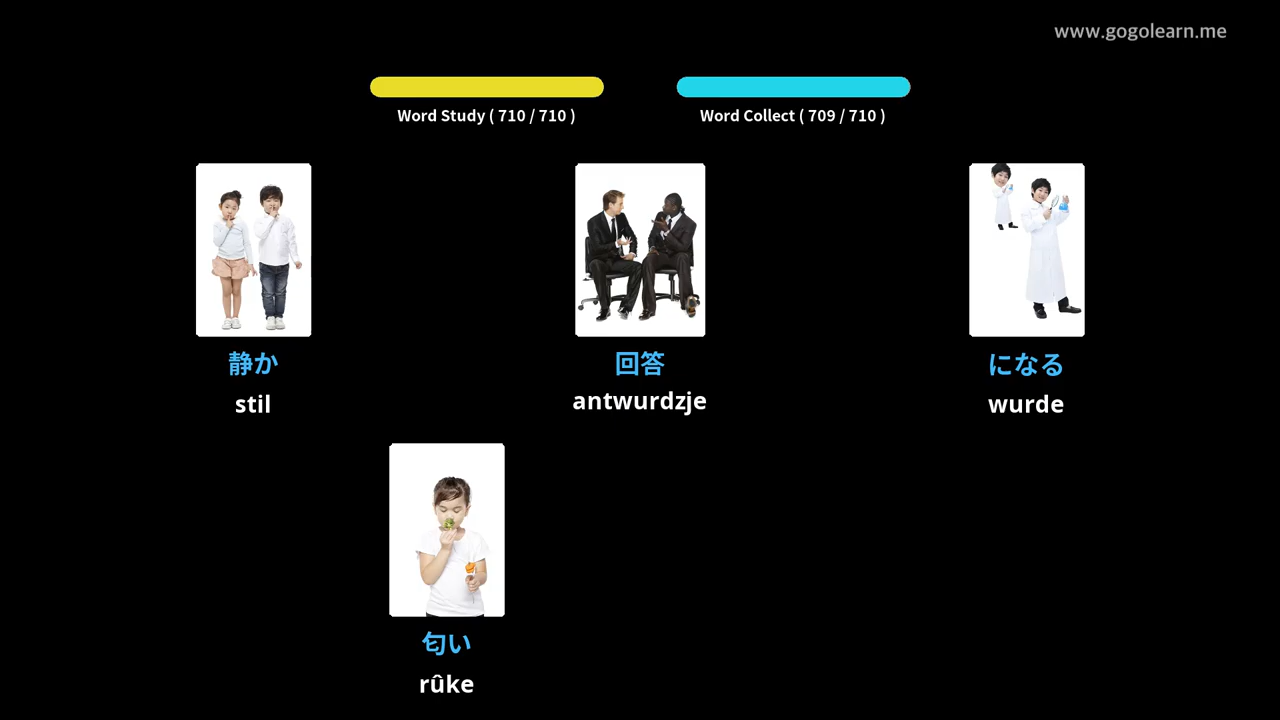 www.gogolearn.me
Word Study ( 710 / 710 )
Word Collect ( 709 / 710 )
静か
stil
回答
antwurdzje
になる
wurde
匂い
rûke